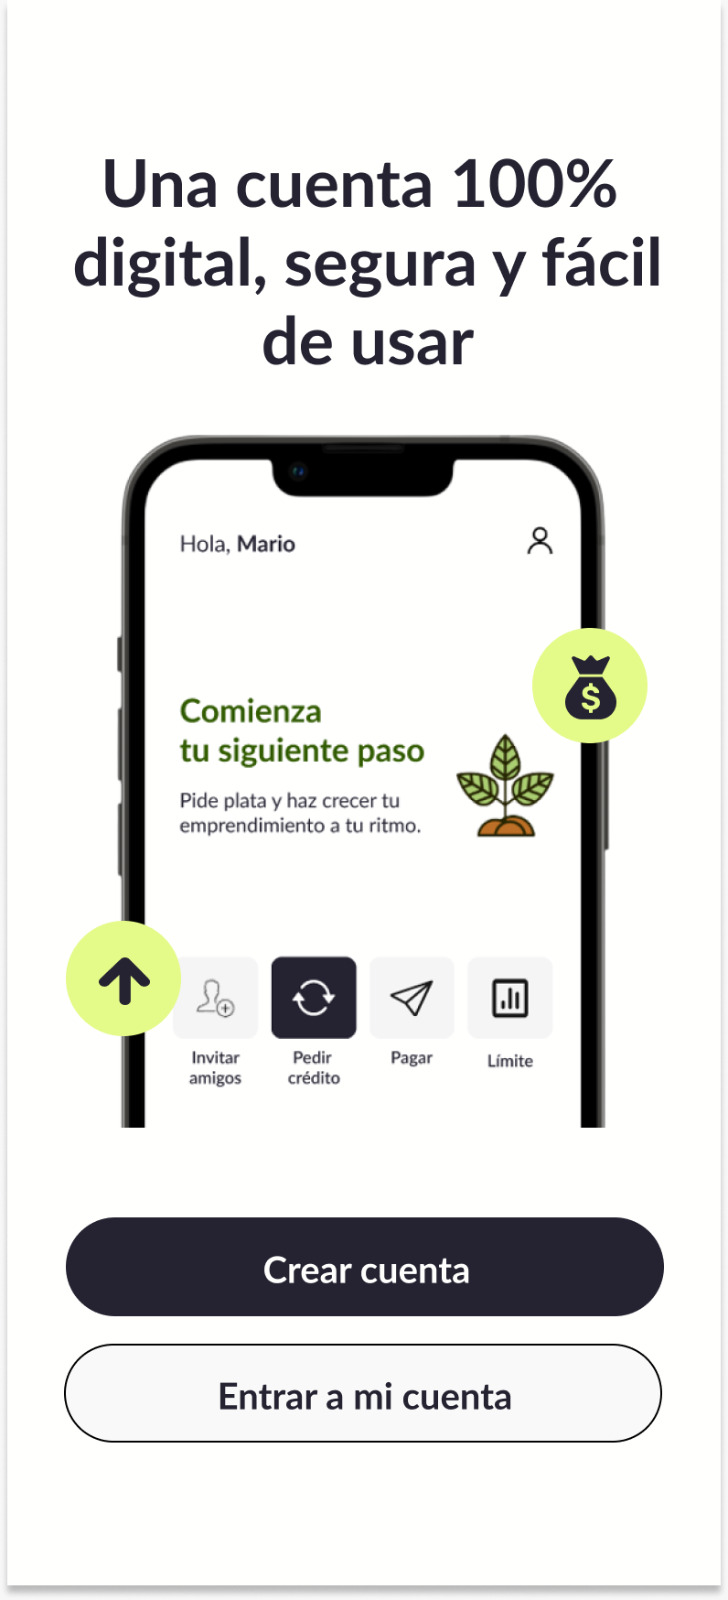 Una cuenta 100%
digital, segura y fácil
de usar
Hola, Mario
$
Comienza
tu siguiente paso
Pide plata y haz crecer tu
emprendimiento a tu ritmo.
Invitar
amigos
Pedir
crédito
Pagar
Límite
Crear cuenta
Entrar a mi cuenta